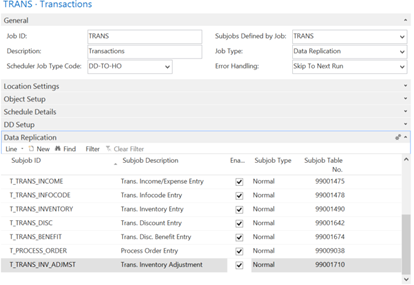 TRANS - Transactions
General
Job ID: TRANS Subjobs Defined by Job: TRANS
Description: Transactions Job Type: Data Replication
Scheduler Job Type Code: DD-TO-HO Error Handling: Skip To Next Run
Location Settings
Object Setup
Schedule Details
DD Setup
Data Replication
Line New Find Filter Clear Filter
Subjob ID Subjob Description Ena... Subjob Type Subjob Table No.
T_TRANS_INCOME Trans. Income/Expense Entry Normal 99001475
T_TRANS_INFOCODE Trans. Infocode Entry Normal 99001478
T_TRANS_INVENTORY Trans. Inventory Entry Normal 99001490
T_TRANS_DISC Trans. Discount Entry Normal 99001642
T_TRANS_BENEFIT Trans. Disc. Benefit Entry Normal 99001674
T_PROCESS_ORDER Process Order Entry Normal 99009038
T_TRANS_INV_ADJMST Trans. Inventory Adjustment Normal 99001710